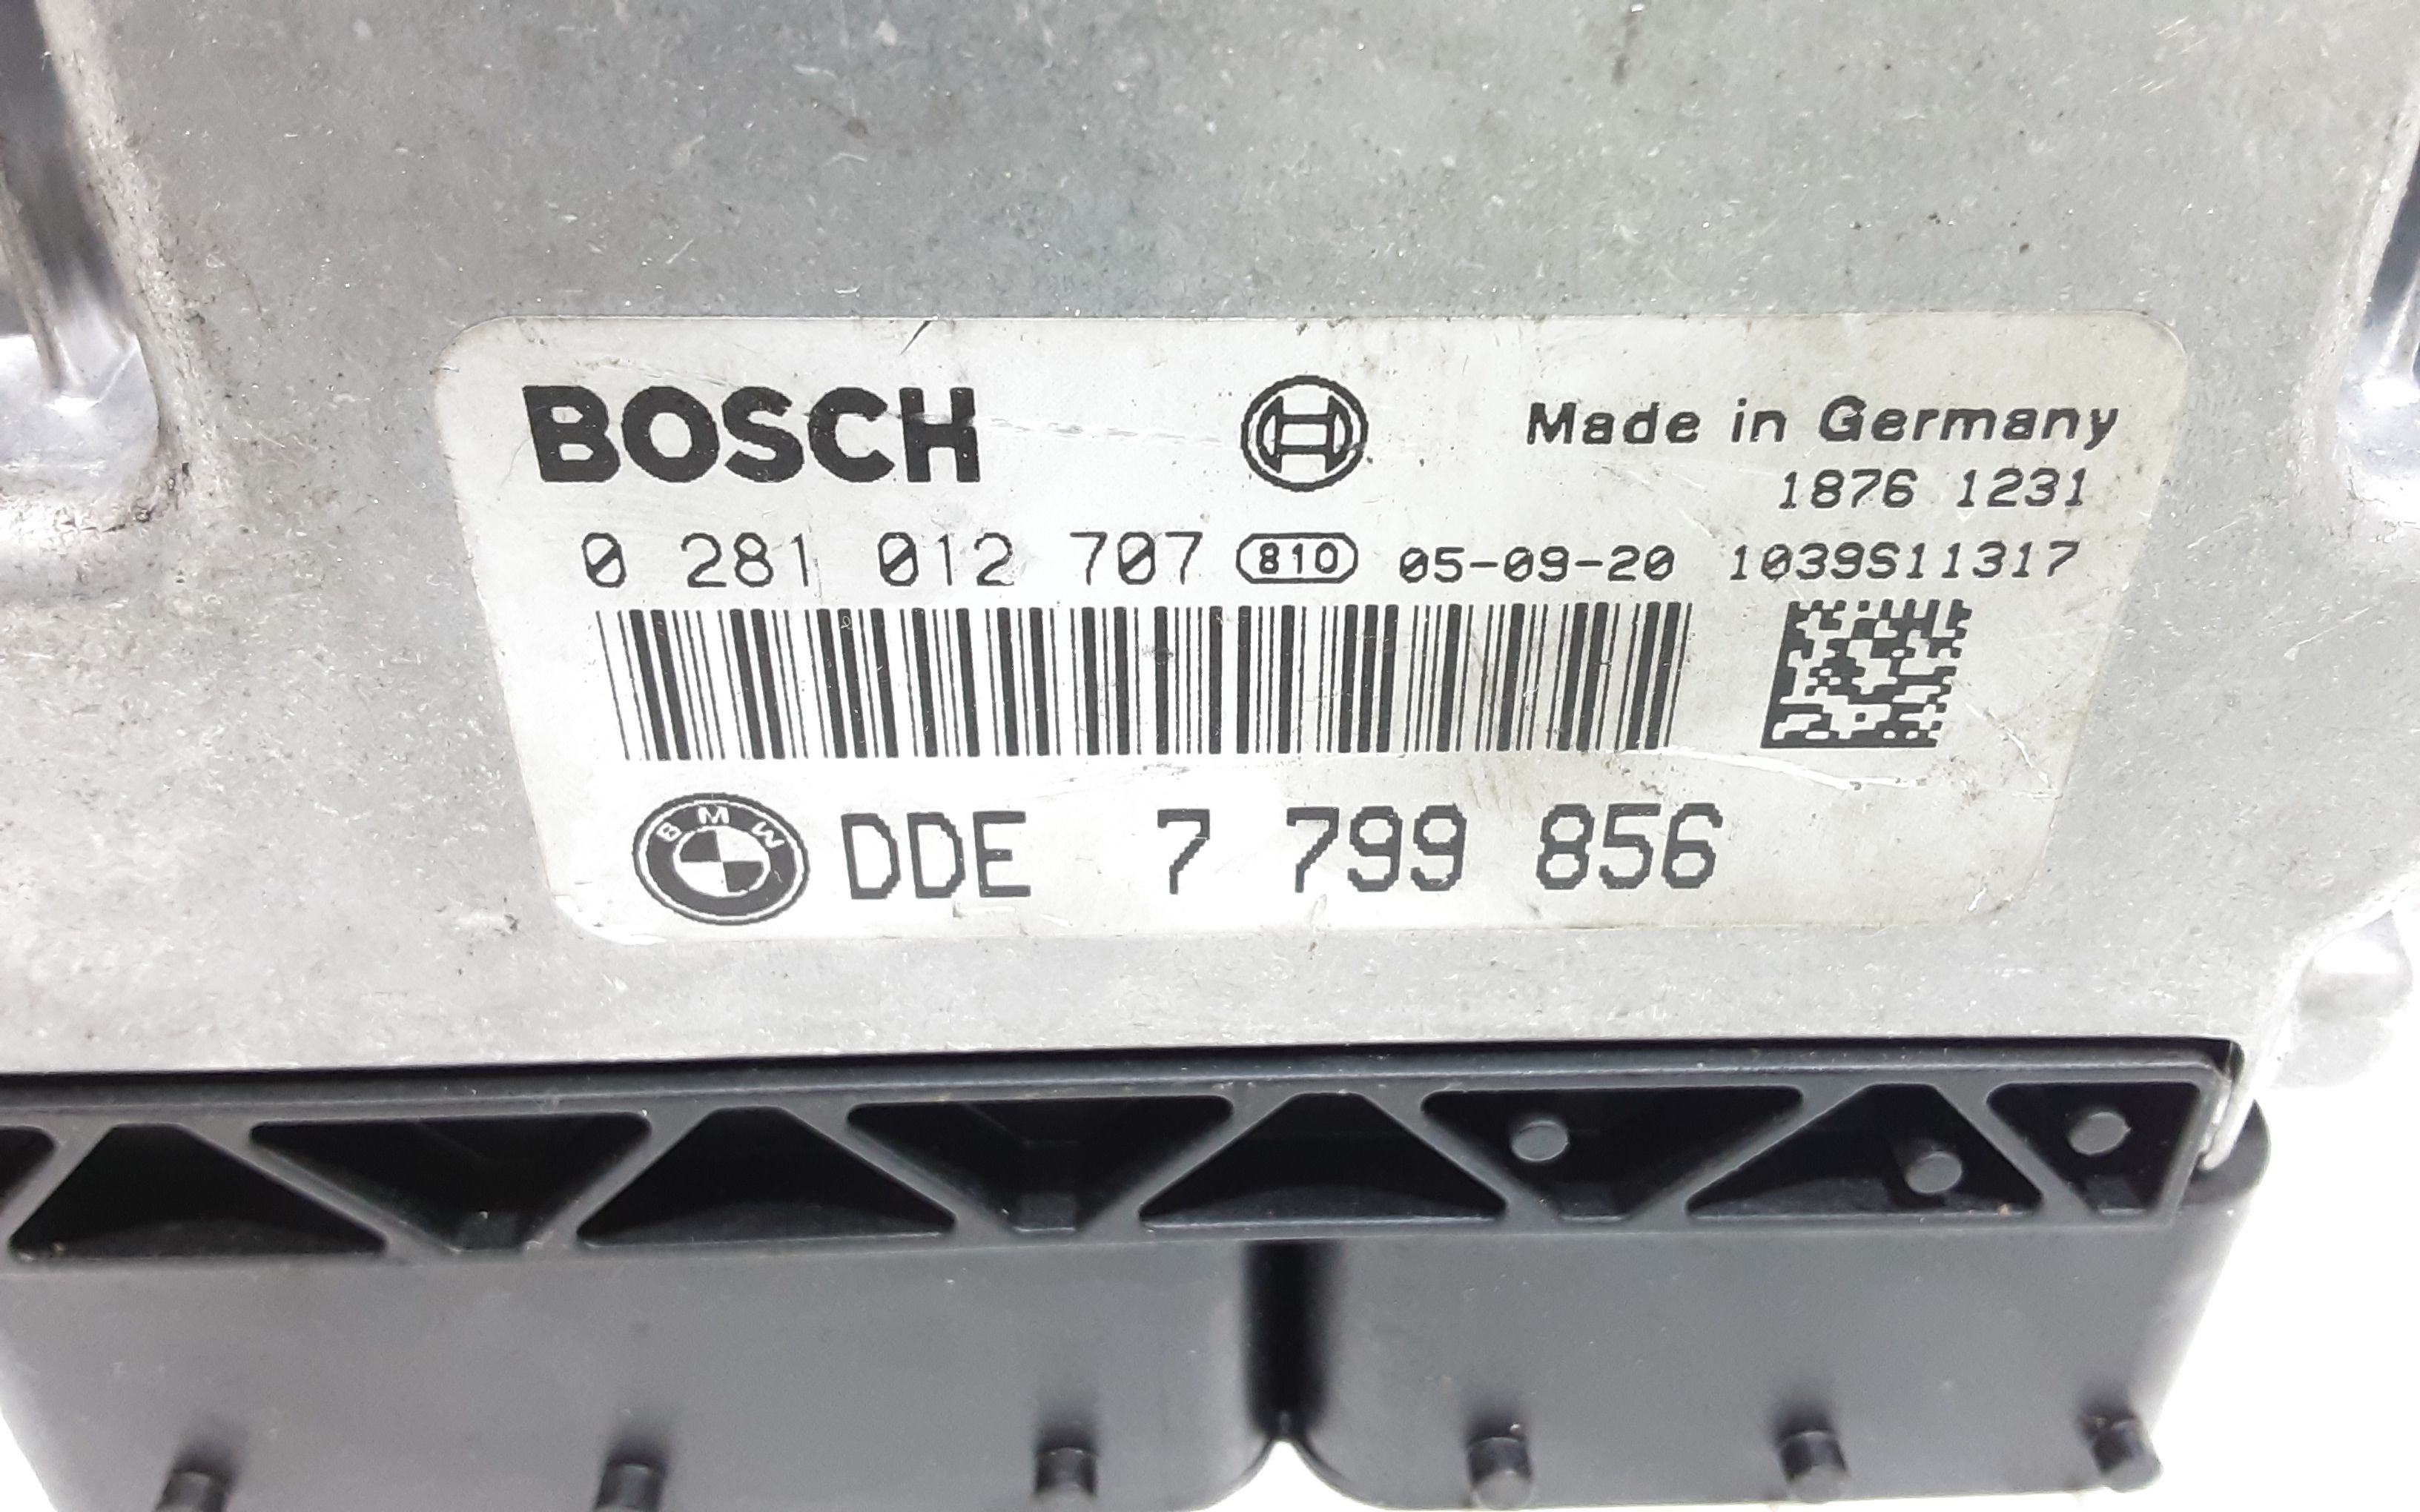 BOSCH Made in Germany
1876 1231
0 281 012 707 810 05-09-20 1039S11317
BMW DDE 7 799 856